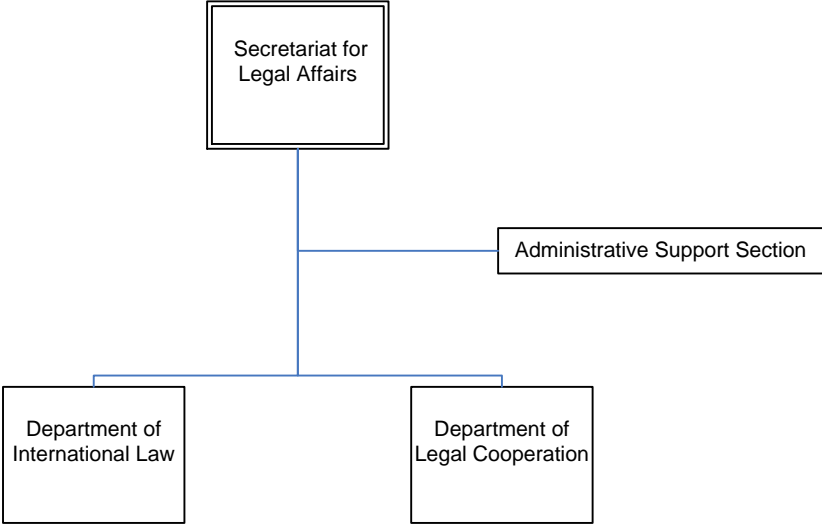 Secretariat for
Legal Affairs
Administrative Support Section
Department of
International Law
Department of
Legal Cooperation